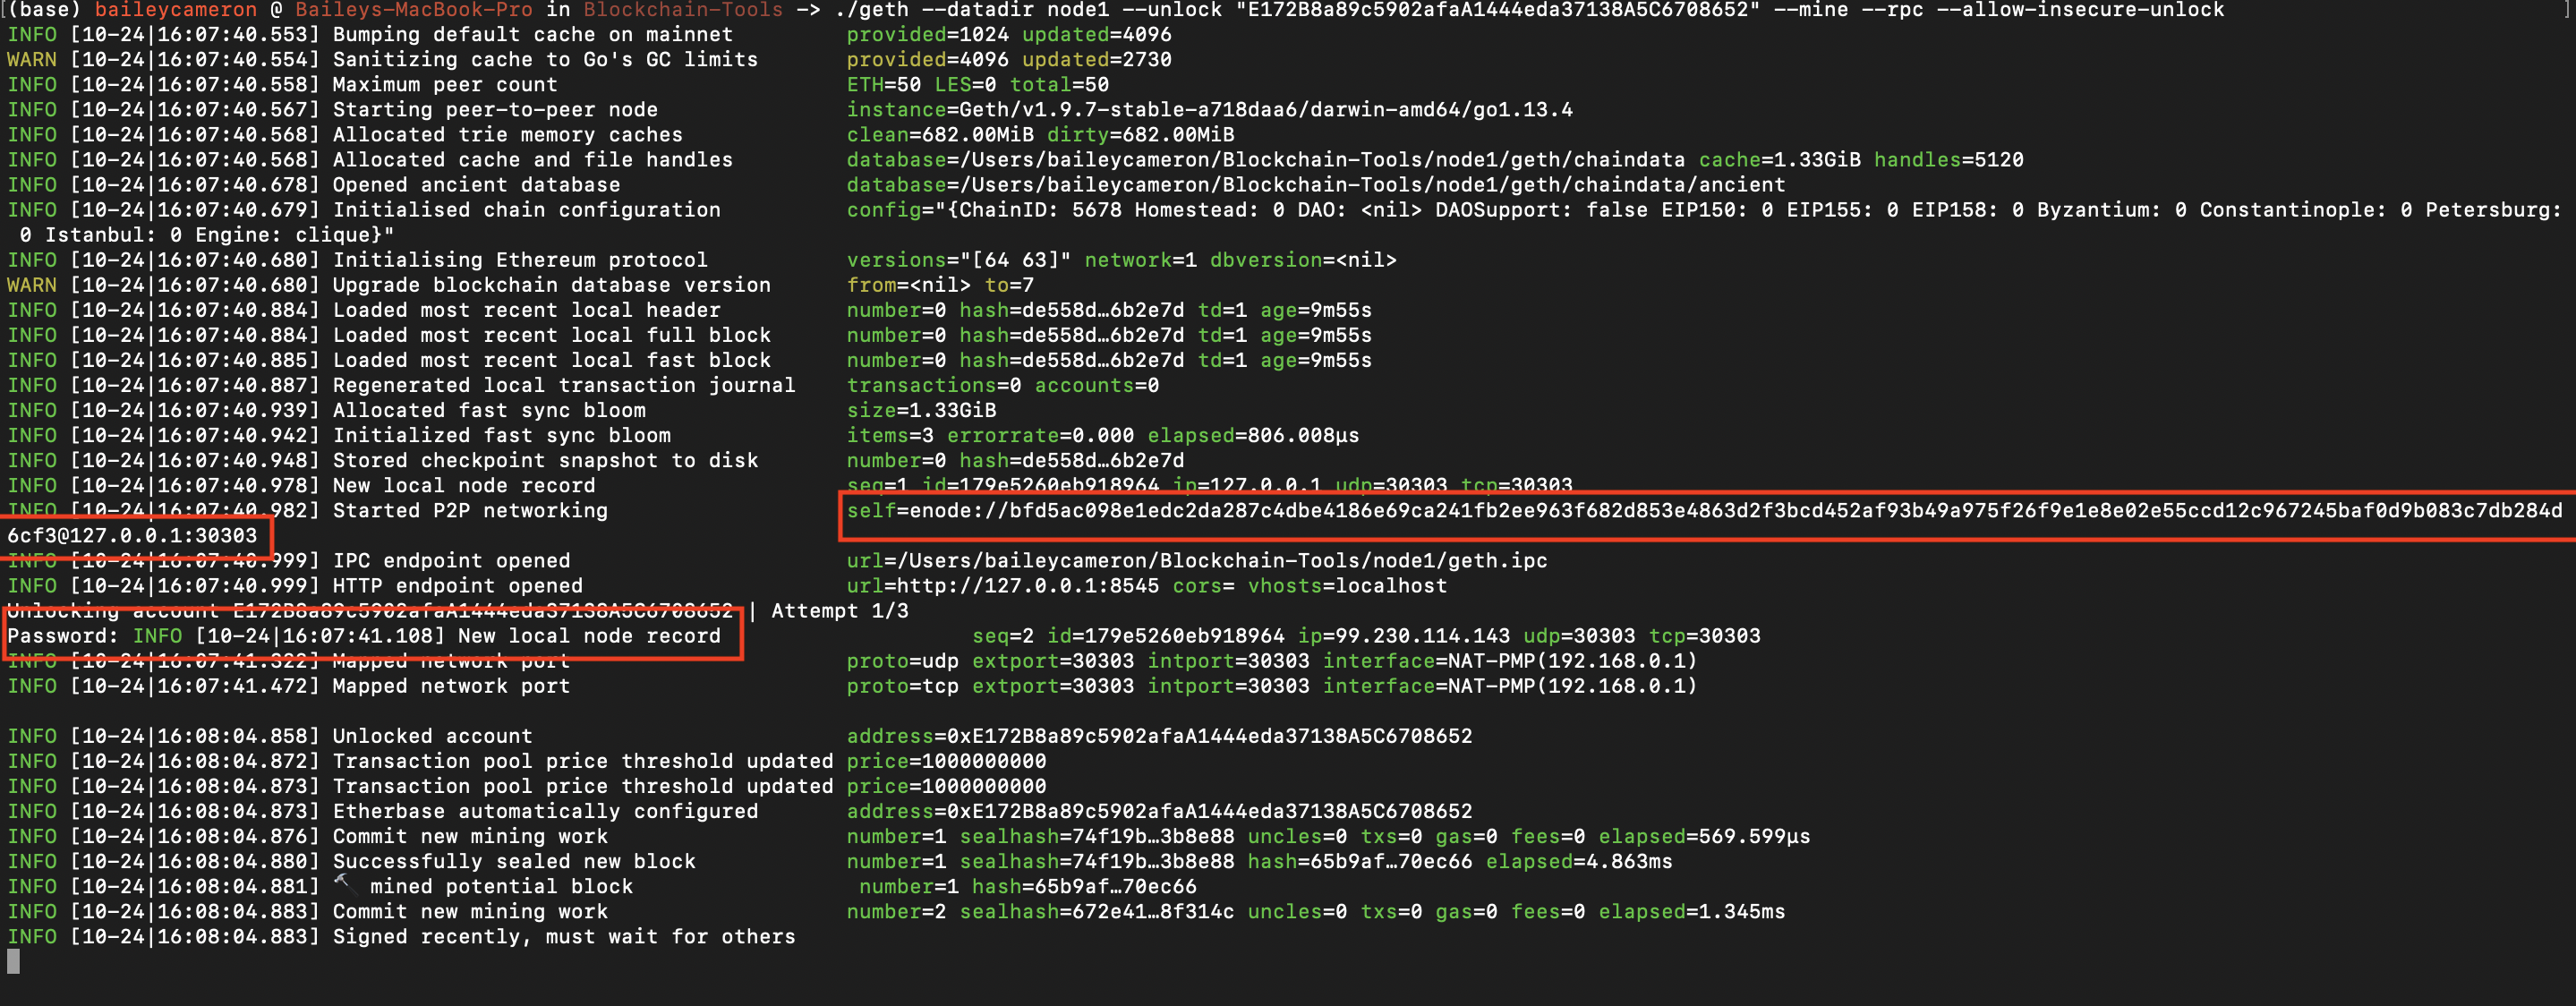 [(base) baileycameron @ Baileys-MacBook-Pro in Blockchain-Tools -> ./geth --datadir node1 --unlock "E172B8a89c5902afaA1444eda37138A5C6708652" --mine --rpc --allow-insecure-unlock ]
INFO [10-24|16:07:40.553] Bumping default cache on mainnet provided=1024 updated=4096
WARN [10-24|16:07:40.554] Sanitizing cache to Go's GC limits provided=4096 updated=2730
INFO [10-24|16:07:40.558] Maximum peer count ETH=50 LES=0 total=50
INFO [10-24|16:07:40.567] Starting peer-to-peer node instance=Geth/v1.9.7-stable-a718daa6/darwin-amd64/go1.13.4
INFO [10-24|16:07:40.568] Allocated trie memory caches clean=682.00MiB dirty=682.00MiB
INFO [10-24|16:07:40.568] Allocated cache and file handles database=/Users/baileycameron/Blockchain-Tools/node1/geth/chaindata cache=1.33GiB handles=5120
INFO [10-24|16:07:40.678] Opened ancient database database=/Users/baileycameron/Blockchain-Tools/node1/geth/chaindata/ancient
INFO [10-24|16:07:40.679] Initialised chain configuration config="{ChainID: 5678 Homestead: 0 DAO: <nil> DAOSupport: false EIP150: 0 EIP155: 0 EIP158: 0 Byzantium: 0 Constantinople: 0 Petersburg:
0 Istanbul: 0 Engine: clique}"
INFO [10-24|16:07:40.680] Initialising Ethereum protocol versions="[64 63]" network=1 dbversion=<nil>
WARN [10-24|16:07:40.680] Upgrade blockchain database version from=<nil> to=7
INFO [10-24|16:07:40.884] Loaded most recent local header number=0 hash=de558d…6b2e7d td=1 age=9m55s
INFO [10-24|16:07:40.884] Loaded most recent local full block number=0 hash=de558d…6b2e7d td=1 age=9m55s
INFO [10-24|16:07:40.885] Loaded most recent local fast block number=0 hash=de558d…6b2e7d td=1 age=9m55s
INFO [10-24|16:07:40.887] Regenerated local transaction journal transactions=0 accounts=0
INFO [10-24|16:07:40.939] Allocated fast sync bloom size=1.33GiB
INFO [10-24|16:07:40.942] Initialized fast sync bloom items=3 errorrate=0.000 elapsed=806.008µs
INFO [10-24|16:07:40.948] Stored checkpoint snapshot to disk number=0 hash=de558d…6b2e7d
INFO [10-24|16:07:40.978] New local node record seq=1 id=179e5260eb918964 ip=127.0.0.1 udp=30303 tcp=30303
INFO [10-24|16:07:40.982] Started P2P networking self=enode://bfd5ac098e1edc2da287c4dbe4186e69ca241fb2ee963f682d853e4863d2f3bcd452af93b49a975f26f9e1e8e02e55ccd12c967245baf0d9b083c7db284d
6cf3@127.0.0.1:30303
INFO [10-24|16:07:40.999] IPC endpoint opened url=/Users/baileycameron/Blockchain-Tools/node1/geth.ipc
INFO [10-24|16:07:40.999] HTTP endpoint opened url=http://127.0.0.1:8545 cors= vhosts=localhost
Unlocking account E172B8a89c5902afaA1444eda37138A5C6708652 | Attempt 1/3
Password: INFO [10-24|16:07:41.108] New local node record seq=2 id=179e5260eb918964 ip=99.230.114.143 udp=30303 tcp=30303
INFO [10-24|16:07:41.322] Mapped network port proto=udp extport=30303 intport=30303 interface=NAT-PMP(192.168.0.1)
INFO [10-24|16:07:41.472] Mapped network port proto=tcp extport=30303 intport=30303 interface=NAT-PMP(192.168.0.1)
INFO [10-24|16:08:04.858] Unlocked account address=0xE172B8a89c5902afaA1444eda37138A5C6708652
INFO [10-24|16:08:04.872] Transaction pool price threshold updated price=1000000000
INFO [10-24|16:08:04.873] Transaction pool price threshold updated price=1000000000
INFO [10-24|16:08:04.873] Etherbase automatically configured address=0xE172B8a89c5902afaA1444eda37138A5C6708652
INFO [10-24|16:08:04.876] Commit new mining work number=1 sealhash=74f19b…3b8e88 uncles=0 txs=0 gas=0 fees=0 elapsed=569.599µs
INFO [10-24|16:08:04.880] Successfully sealed new block number=1 sealhash=74f19b…3b8e88 hash=65b9af…70ec66 elapsed=4.863ms
INFO [10-24|16:08:04.881] 🔨 mined potential block number=1 hash=65b9af…70ec66
INFO [10-24|16:08:04.883] Commit new mining work number=2 sealhash=672e41…8f314c uncles=0 txs=0 gas=0 fees=0 elapsed=1.345ms
INFO [10-24|16:08:04.883] Signed recently, must wait for others